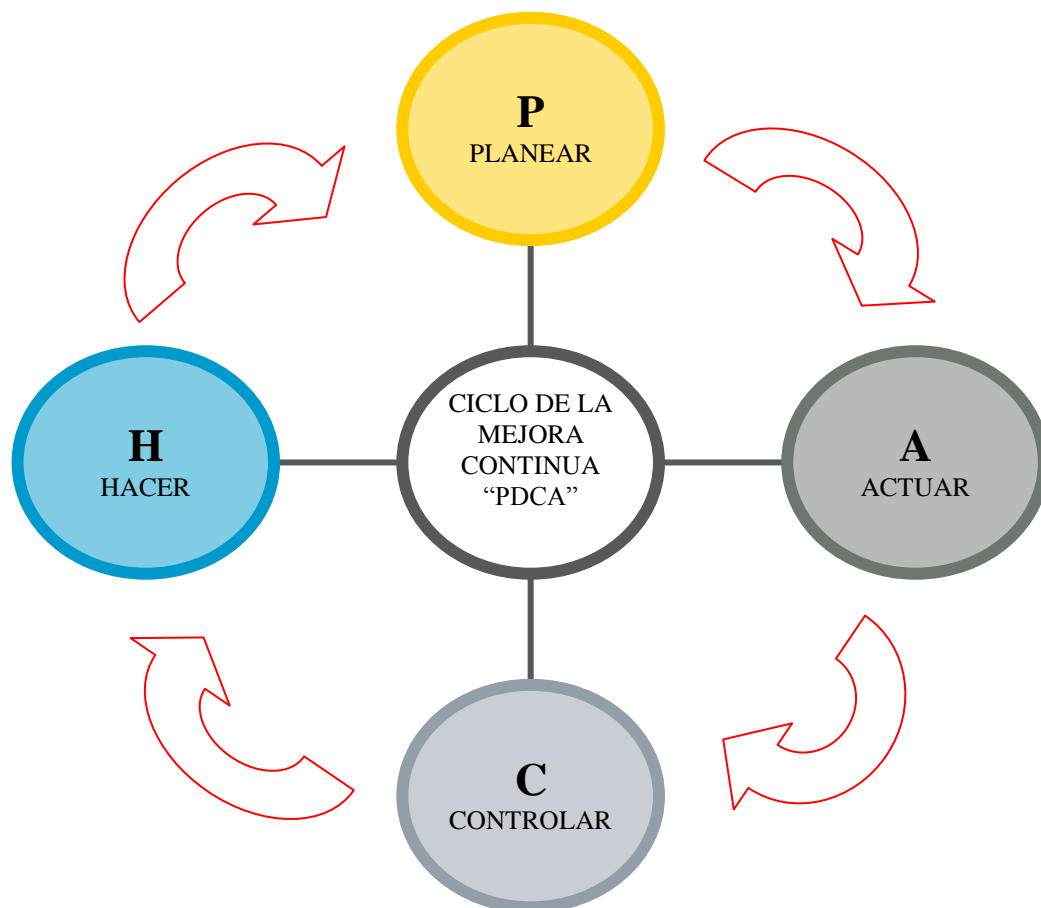 P
PLANEAR
H
HACER
CICLO DE LA
MEJORA
CONTINUA
“PDCA”
A
ACTUAR
C
CONTROLAR